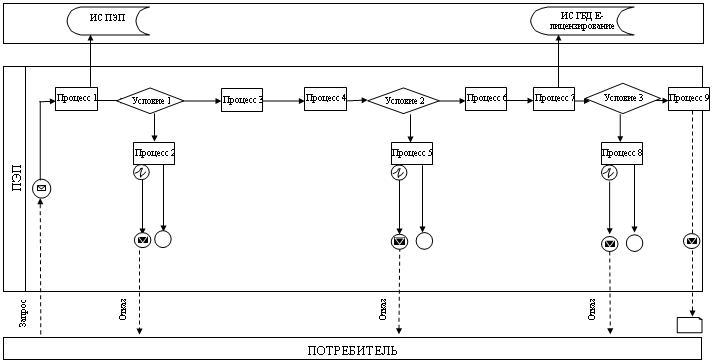 ИС ПЭП
ИС ГБД Е-
лицензирование
Процесс 1
Условие 1
Процесс 3
Процесс 4
Условие 2
Процесс 6
Процесс 7
Условие 3
Процесс 9
Процесс 2
Процесс 5
Процесс 8
ПЭП
Запрос
Отказ
Отказ
Отказ
ПОТРЕБИТЕЛЬ